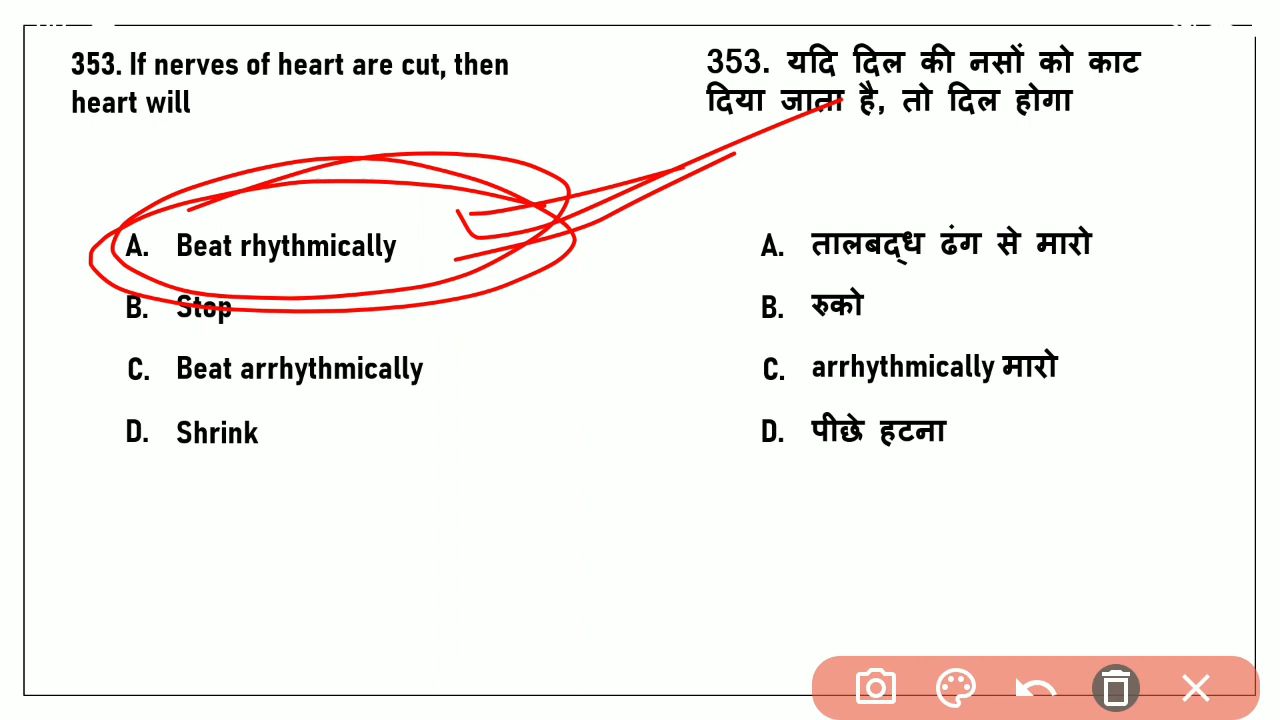 353. If nerves of heart are cut, then
heart will
A. Beat rhythmically
B. Stop
C. Beat arrhythmically
D. Shrink
353. यदि दिल की नसों को काट
दिया जाता है, तो दिल होगा
A. तालबद्ध ढंग से मारो
B. रुको
C. arrhythmically मारो
D. पीछे हटना